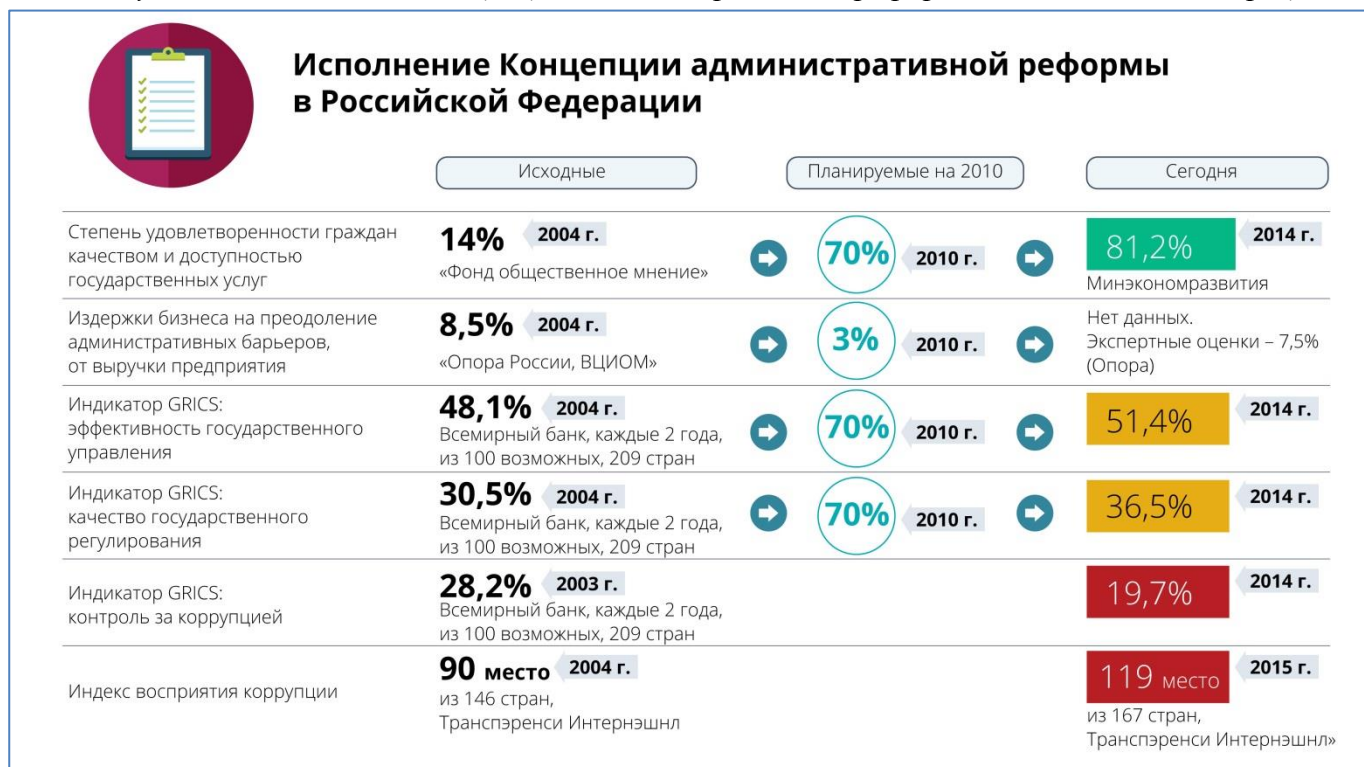 Исполнение Концепции административной реформы
в Российской Федерации
Исходные
Планируемые на 2010
Сегодня
Степень удовлетворенности граждан
качеством и доступностью
государственных услуг
14% 2004 г.
«Фонд общественное мнение»
70% 2010 г.
81,2% 2014 г.
Минэкономразвития
Издержки бизнеса на преодоление
административных барьеров,
от выручки предприятия
8,5% 2004 г.
«Опора России, ВЦИОМ»
3% 2010 г.
Нет данных.
Экспертные оценки – 7,5%
(Опора)
Индикатор GRICS:
эффективность государственного
управления
48,1% 2004 г.
Всемирный банк, каждые 2 года,
из 100 возможных, 209 стран
70% 2010 г.
51,4% 2014 г.
Индикатор GRICS:
качество государственного
регулирования
30,5% 2004 г.
Всемирный банк, каждые 2 года,
из 100 возможных, 209 стран
70% 2010 г.
36,5% 2014 г.
Индикатор GRICS:
контроль за коррупцией
28,2% 2003 г.
Всемирный банк, каждые 2 года,
из 100 возможных, 209 стран
19,7% 2014 г.
Индекс восприятия коррупции
90 место 2004 г.
из 146 стран,
Транспэренси Интернэшнл
119 место 2015 г.
из 167 стран,
Транспэренси Интернэшнл»